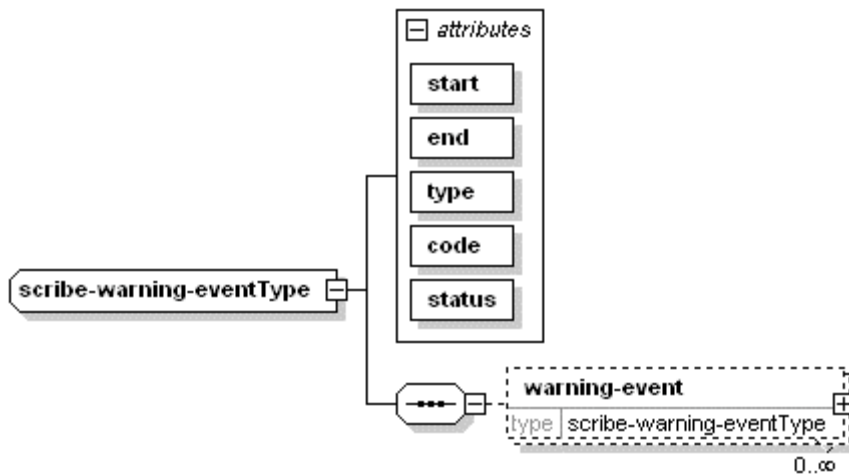 attributes
start
end
type
code
status
scribe-warning-eventType
warning-event
type scribe-warning-eventType
0..∞